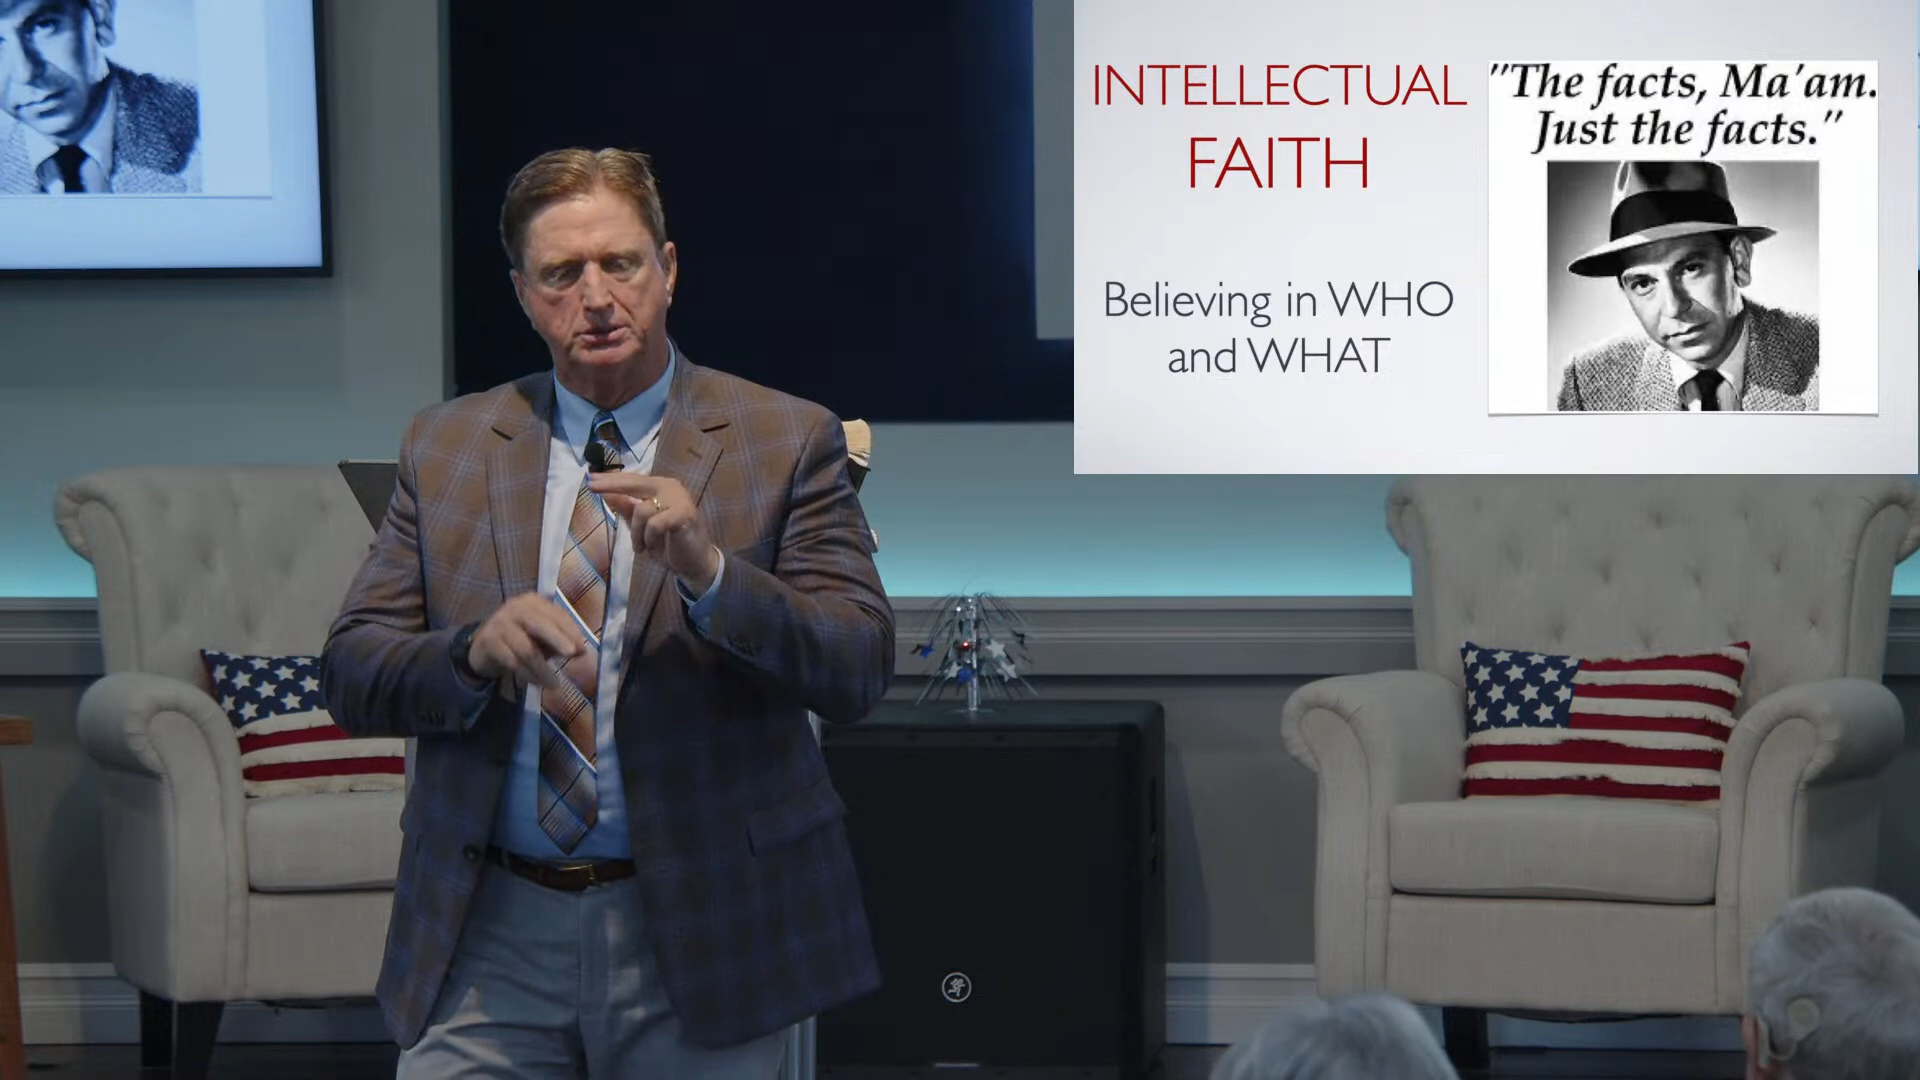 INTELLECTUAL
FAITH
Believing in WHO
and WHAT
"The facts, Ma'am.
Just the facts."